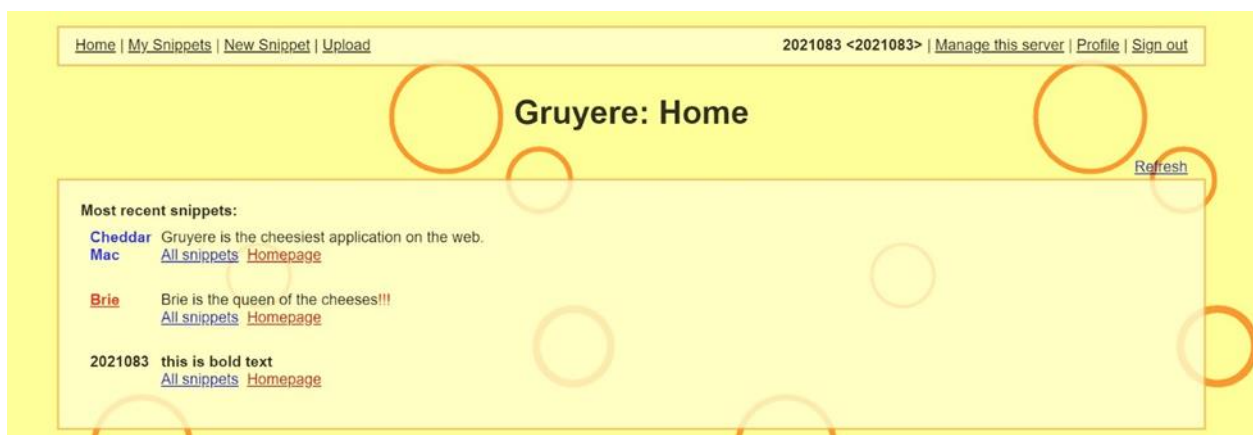 Home | My Snippets | New Snippet | Upload
2021083 <2021083> | Manage this server | Profile | Sign out
Gruyere: Home
Refresh
Most recent snippets:
Cheddar Gruyere is the cheesiest application on the web.
Mac All snippets Homepage
Brie Brie is the queen of the cheeses!!!
All snippets Homepage
2021083 this is bold text
All snippets Homepage